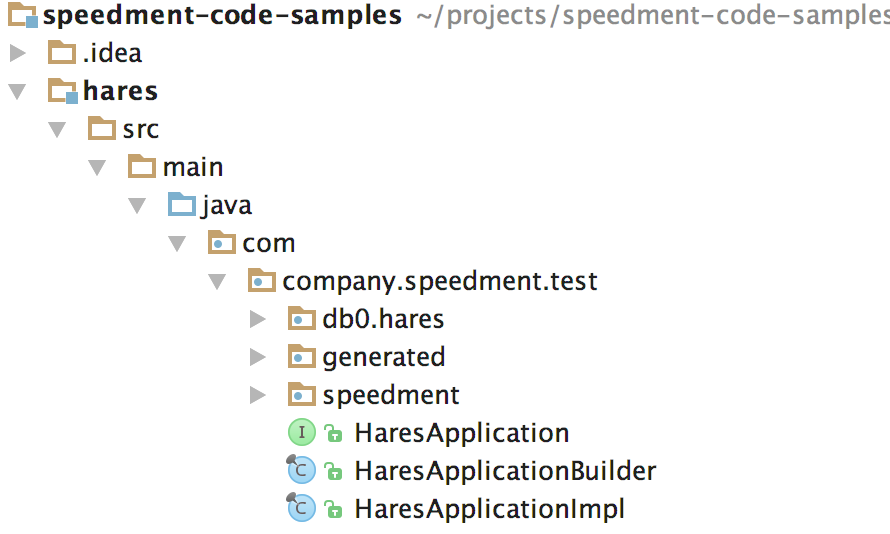 speedment-code-samples ~/projects/speedment-code-samples
.idea
hares
src
main
java
com
company.speedment.test
db0.hares
generated
speedment
I HaresApplication
C HaresApplicationBuilder
C HaresApplicationImpl